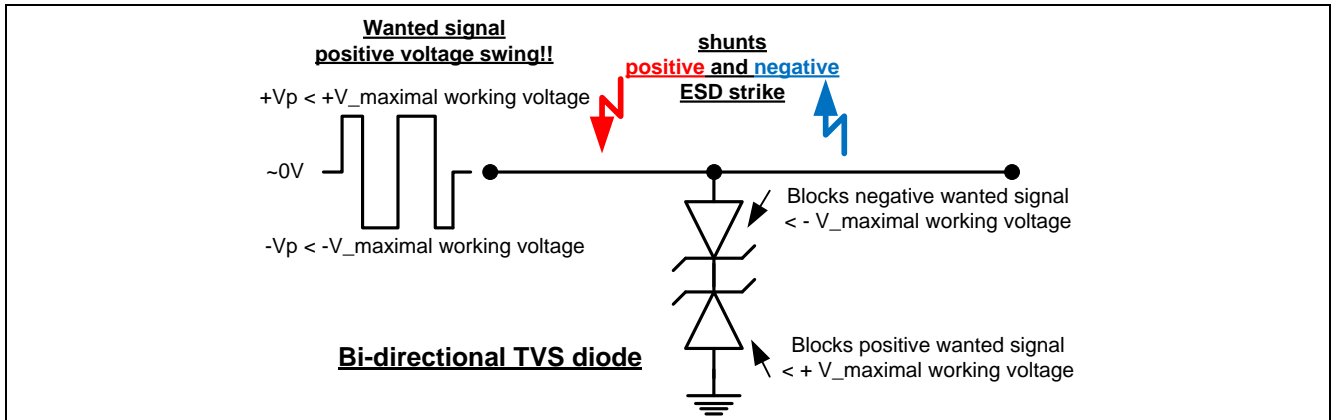 Wanted signal
positive voltage swing!!
+Vp < +V_maximal working voltage
~0V
-Vp < -V_maximal working voltage
shunts
positive and negative
ESD strike
Blocks negative wanted signal
< - V_maximal working voltage
Blocks positive wanted signal
< + V_maximal working voltage
Bi-directional TVS diode